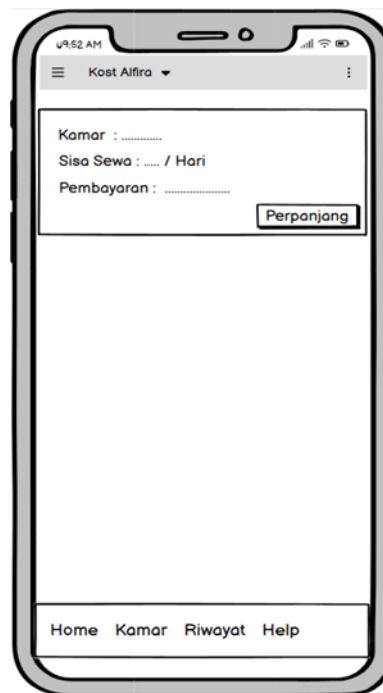 09:52 AM
Kost Alfira
Kamar : ............
Sisa Sewa : ..... / Hari
Pembayaran : ....................
Perpanjang
Home Kamar Riwayat Help